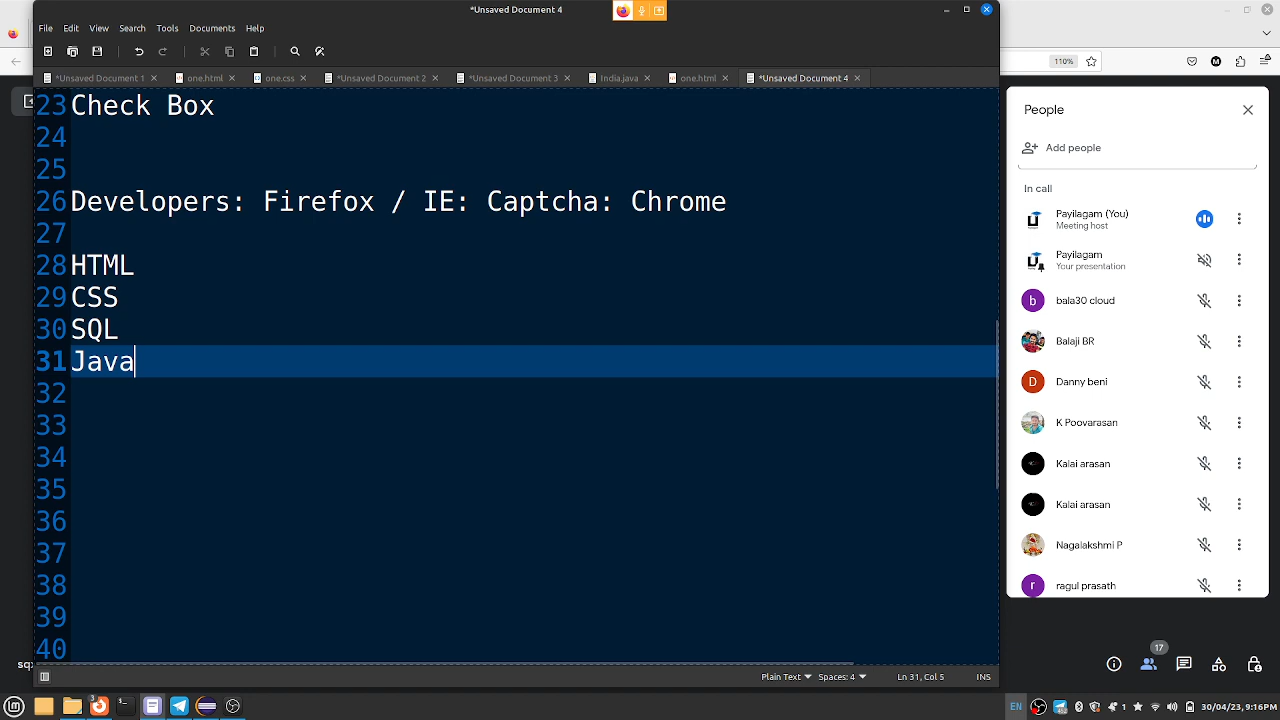 *Unsaved Document 4
File Edit View Search Tools Documents Help
*Unsaved Document 1 one.html one.css *Unsaved Document 2 *Unsaved Document 3 India.java one.html *Unsaved Document 4
110%
23 Check Box
24
25
26 Developers: Firefox / IE: Captcha: Chrome
27
28 HTML
29 CSS
30 SQL
31 Java
32
33
34
35
36
37
38
39
40
Plain Text Spaces: 4 Ln 31, Col 5 INS
People
Add people
In call
Payilagam (You)
Meeting host
Payilagam
Your presentation
b bala30 cloud
Balaji BR
D Danny beni
K Poovarasan
Kalai arasan
Kalai arasan
Nagalakshmi P
r ragul prasath
17
sqx
3
EN 1 30/04/23, 9:16PM